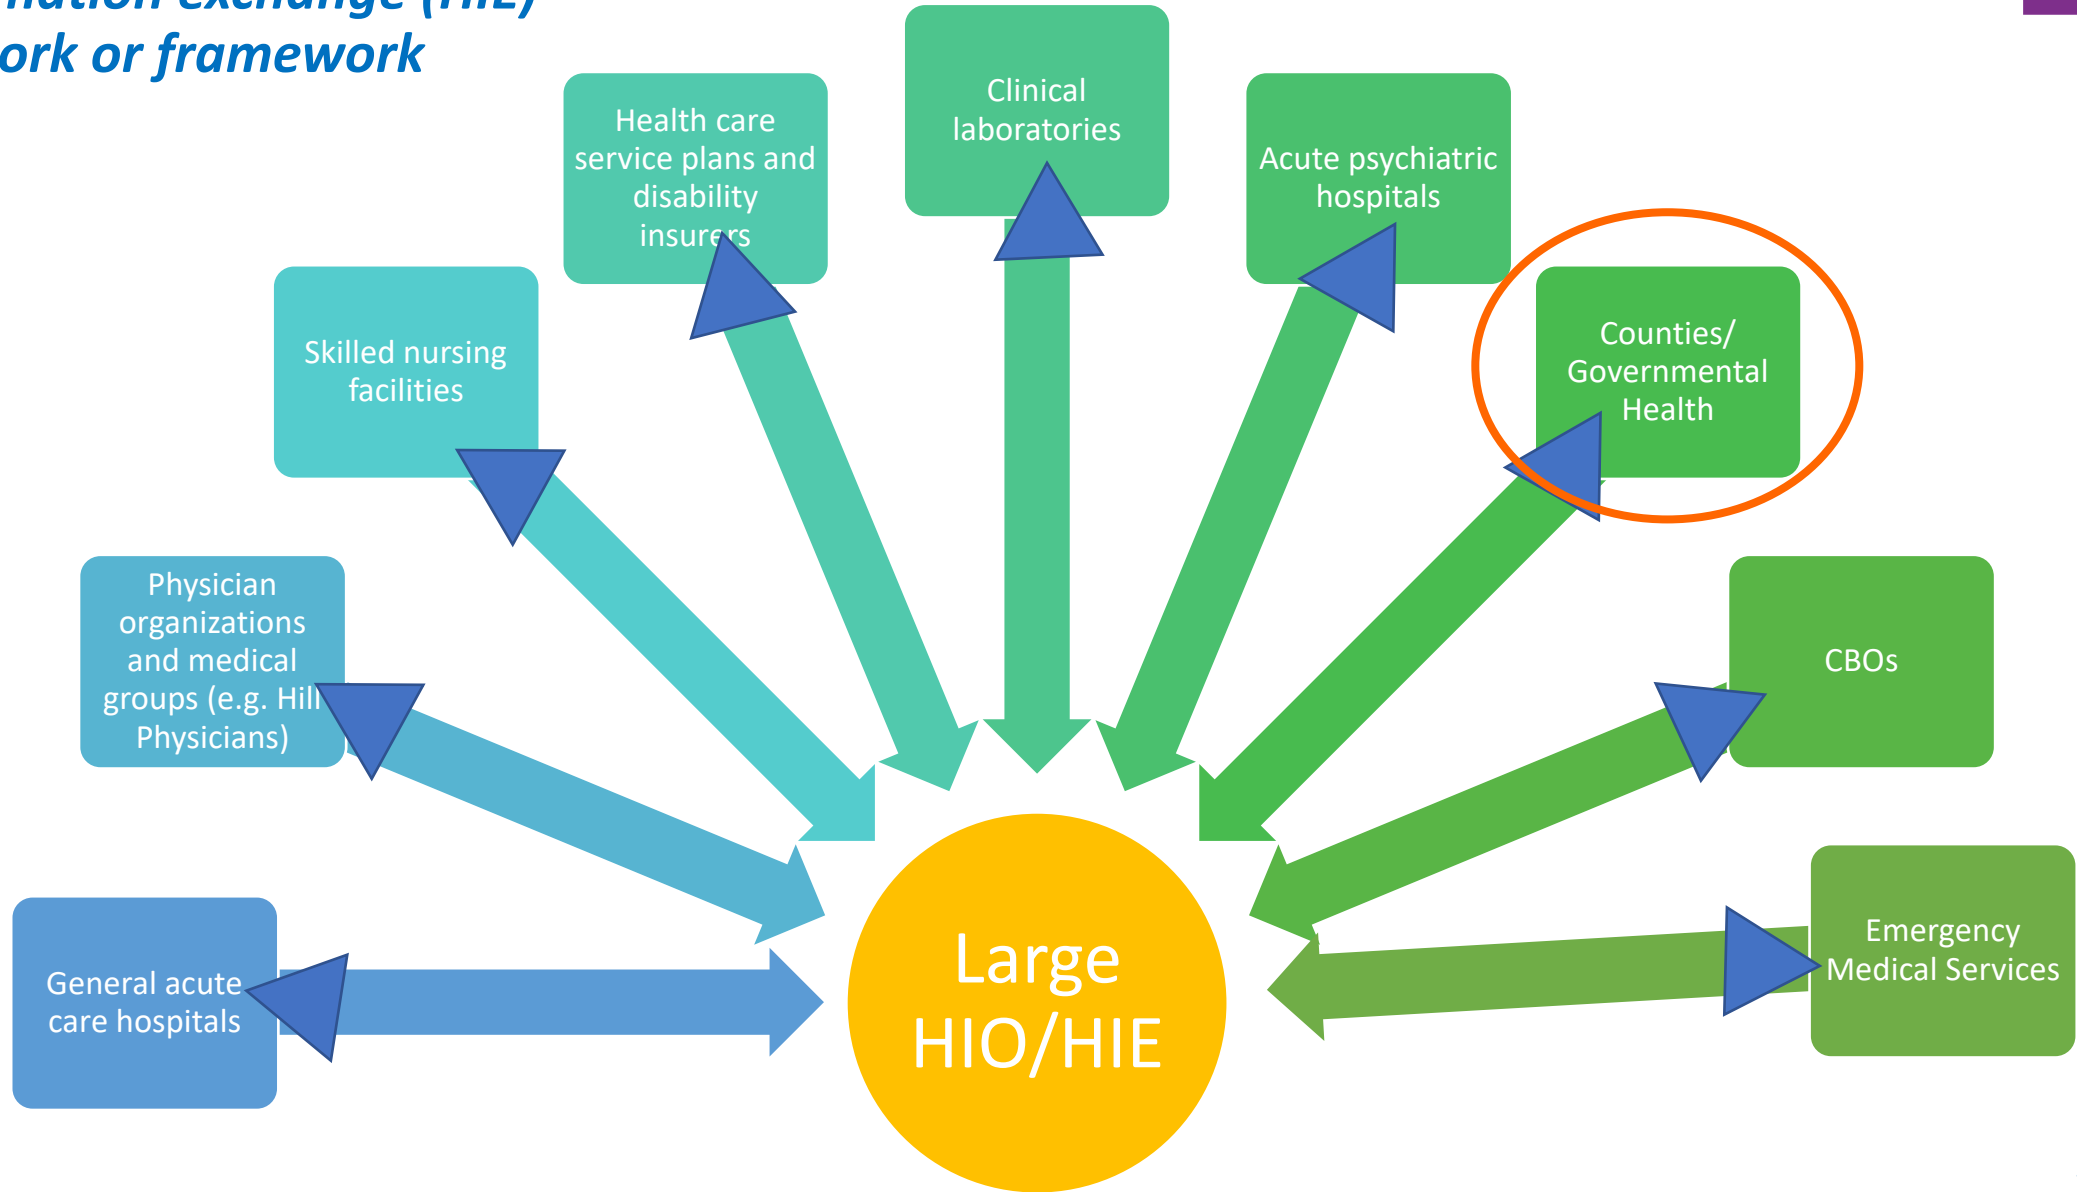 exchange (HIE)
or framework
Clinical
laboratories
Health care
service plans and
disability
insurers
Acute psychiatric
hospitals
Skilled nursing
facilities
Counties/
Governmental
Health
Physician
organizations
and medical
groups (e.g. Hill
Physicians)
CBOs
General acute
care hospitals
Emergency
Medical Services
Large
HIO/HIE